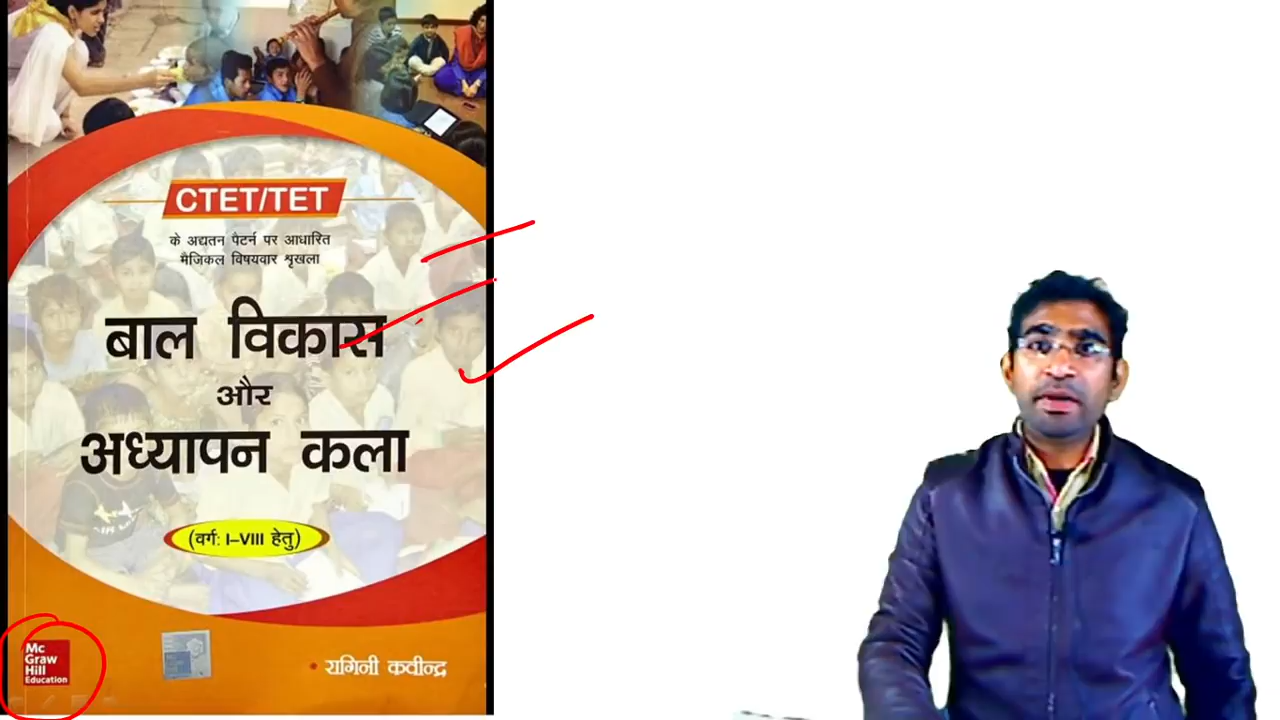 CTET/TET
के अद्यतन पैटर्न पर आधारित
मैजिकल विषयवार श्रृखला
बाल विकास
और
अध्यापन कला
(वर्ग: I–VIII हेतु)
Mc
Graw
Hill
Education
• रागिनी कवीन्द्र